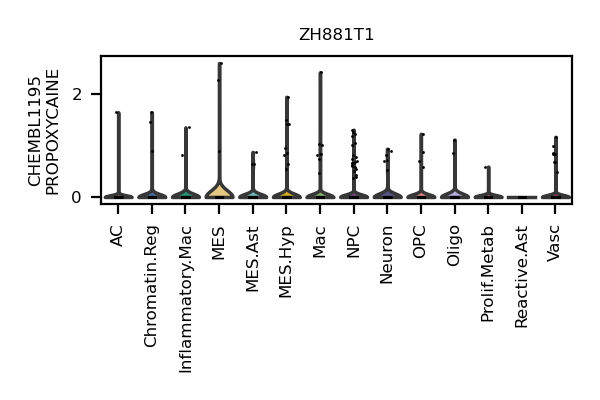 ZH881T1
CHEMBL1195
PROPOXYCAINE
2
0
AC
Chromatin.Reg
Inflammatory.Mac
MES
MES.Ast
MES.Hyp
Mac
NPC
Neuron
OPC
Oligo
Prolif.Metab
Reactive.Ast
Vasc